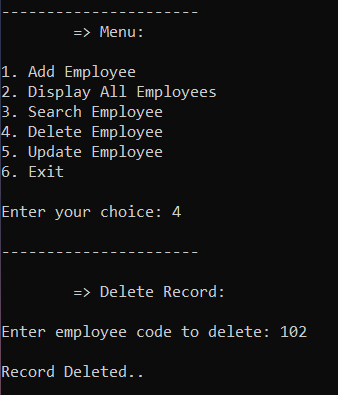 ----------------------
=> Menu:
1. Add Employee
2. Display All Employees
3. Search Employee
4. Delete Employee
5. Update Employee
6. Exit
Enter your choice: 4
----------------------
=> Delete Record:
Enter employee code to delete: 102
Record Deleted..